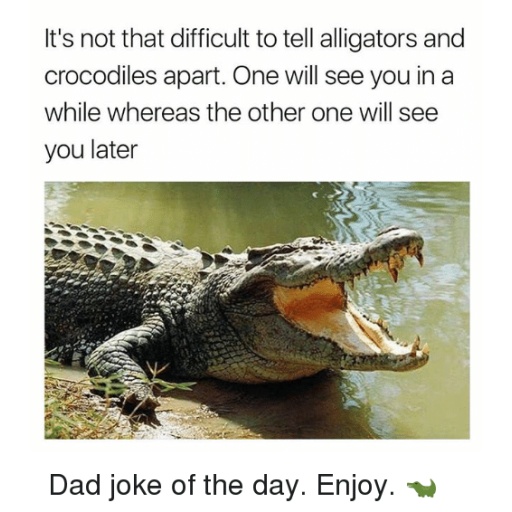 It's not that difficult to tell alligators and
crocodiles apart. One will see you in a
while whereas the other one will see
you later
Dad joke of the day. Enjoy. 🐊